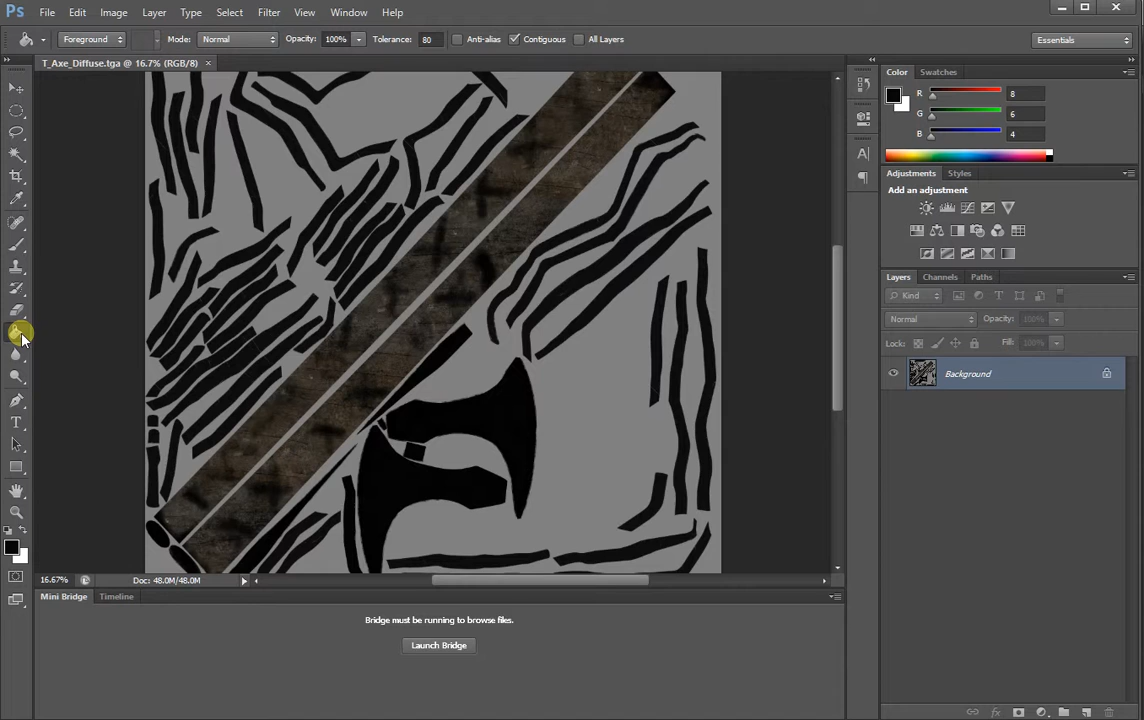 Ps File Edit Image Layer Type Select Filter View Window Help
Foreground Mode: Normal Opacity: 100% Tolerance: 80 Anti-alias Contiguous All Layers Essentials
T_Axe_Diffuse.tga @ 16.7% (RGB/8) ×
Color Swatches
R 8
G 6
B 4
Adjustments Styles
Add an adjustment
Layers Channels Paths
Kind
Normal Opacity: 100%
Lock: Fill: 100%
Background
16.67% Doc: 48.0M/48.0M
Mini Bridge Timeline
Bridge must be running to browse files.
Launch Bridge